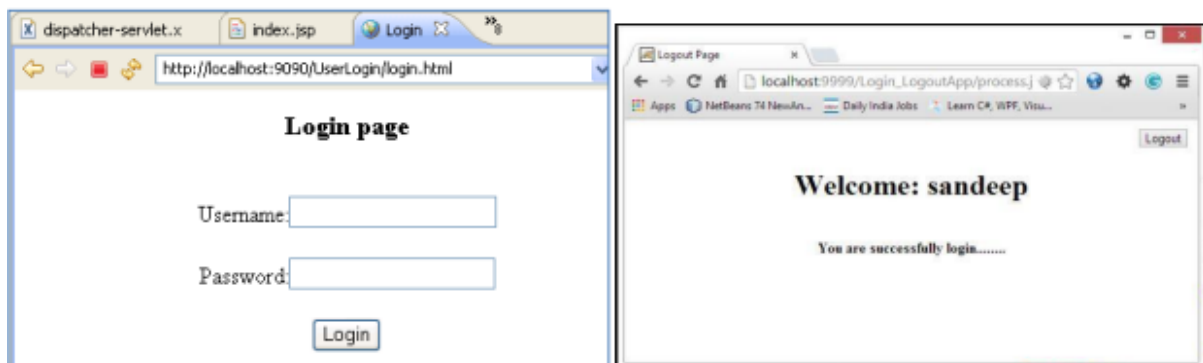 dispatcher-servlet.x index.jsp Login »8
http://localhost:9090/UserLogin/login.html
Login page
Username:
Password:
Login
Logout Page
localhost:9999/Login_LogoutApp/process.j
Apps NetBeans 74 NewAn... Daily India Jobs Learn C#, WPF, Visu... »
Logout
Welcome: sandeep
You are successfully login........